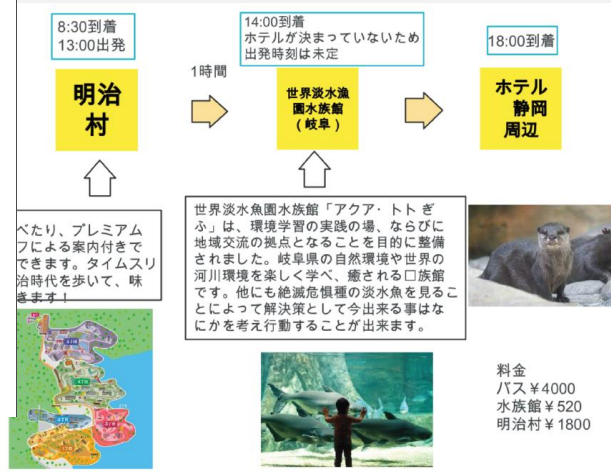 8:30到着
13:00出発
14:00到着
ホテルが決まっていないため
出発時刻は未定
18:00到着
明治
村
1時間
世界淡水漁
園水族館
(岐阜)
ホテル
静岡
周辺
べたり、プレミアム
フによる案内付きで
できます。タイムスリ
治時代を歩いて、味
きます!
世界淡水魚園水族館「アクア・トト ぎ
ふ」は、環境学習の実践の場、ならびに
地域交流の拠点となることを目的に整備
されました。岐阜県の自然環境や世界の
河川環境を楽しく学べ、癒される□族館
です。他にも絶滅危惧種の淡水魚を見るこ
とによって解決策として今出来る事はな
にかを考え行動することが出来ます。
料金
バス¥4000
水族館¥520
明治村¥1800